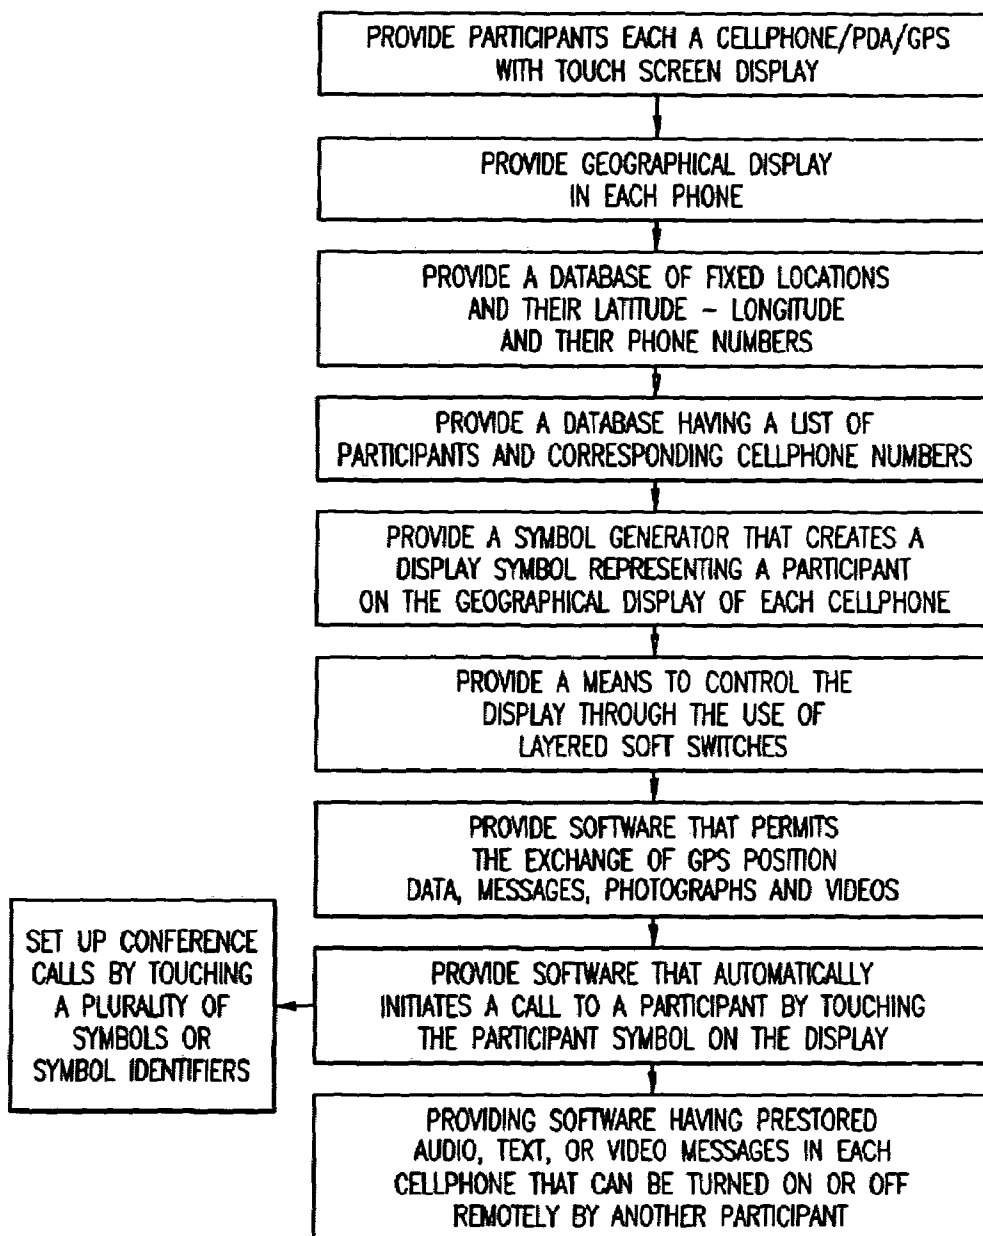 PROVIDE PARTICIPANTS EACH A CELLPHONE/PDA/GPS
WITH TOUCH SCREEN DISPLAY
PROVIDE GEOGRAPHICAL DISPLAY
IN EACH PHONE
PROVIDE A DATABASE OF FIXED LOCATIONS
AND THEIR LATITUDE - LONGITUDE
AND THEIR PHONE NUMBERS
PROVIDE A DATABASE HAVING A LIST OF
PARTICIPANTS AND CORRESPONDING CELLPHONE NUMBERS
PROVIDE A SYMBOL GENERATOR THAT CREATES A
DISPLAY SYMBOL REPRESENTING A PARTICIPANT
ON THE GEOGRAPHICAL DISPLAY OF EACH CELLPHONE
PROVIDE A MEANS TO CONTROL THE
DISPLAY THROUGH THE USE OF
LAYERED SOFT SWITCHES
PROVIDE SOFTWARE THAT PERMITS
THE EXCHANGE OF GPS POSITION
DATA, MESSAGES, PHOTOGRAPHS AND VIDEOS
PROVIDE SOFTWARE THAT AUTOMATICALLY
INITIATES A CALL TO A PARTICIPANT BY TOUCHING
THE PARTICIPANT SYMBOL ON THE DISPLAY
SET UP CONFERENCE
CALLS BY TOUCHING
A PLURALITY OF
SYMBOLS OR
SYMBOL IDENTIFIERS
PROVIDING SOFTWARE HAVING PRESTORED
AUDIO, TEXT, OR VIDEO MESSAGES IN EACH
CELLPHONE THAT CAN BE TURNED ON OR OFF
REMOTELY BY ANOTHER PARTICIPANT